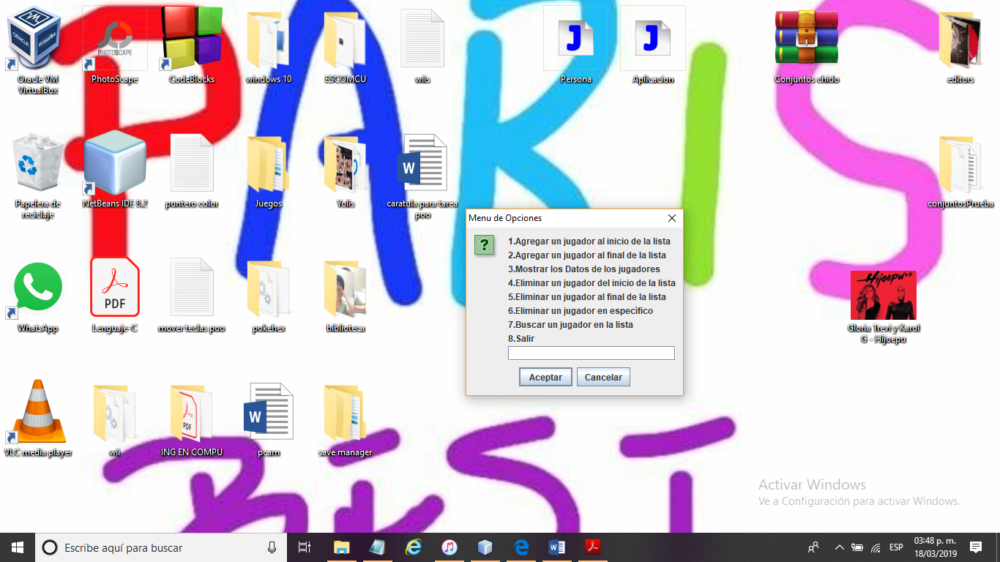 PARIS
BEST
ORACLE
VirtualBox
Oracle VM
VirtualBox
PHOTOSCAPE
PhotoScape
CodeBlocks
windows 10
ESCOMCU
wiis
J
Persona
J
Aplicacion
Conjuntos chido
editors
Papelera de
reciclaje
NetBeans IDE 8.2
puntero color
Juegos
Yolis
W
caratula para tarea
poo
conjuntosPrueba
WhatsApp
PDF
Lenguaje-C
mover teclas poo
pokehex
biblioteca
Hijoepu**
Gloria Trevi y Karol
G - Hijoepu
VLC media player
wii
PDF
ING EN COMPU
W
pcam
save manager
Menu de Opciones
?
1.Agregar un jugador al inicio de la lista
2.Agregar un jugador al final de la lista
3.Mostrar los Datos de los jugadores
4.Eliminar un jugador del inicio de la lista
5.Eliminar un jugador al final de la lista
6.Eliminar un jugador en específico
7.Buscar un jugador en la lista
8.Salir
Aceptar
Cancelar
Activar Windows
Ve a Configuración para activar Windows.
Escribe aquí para buscar
ESP
03:48 p. m.
18/03/2019